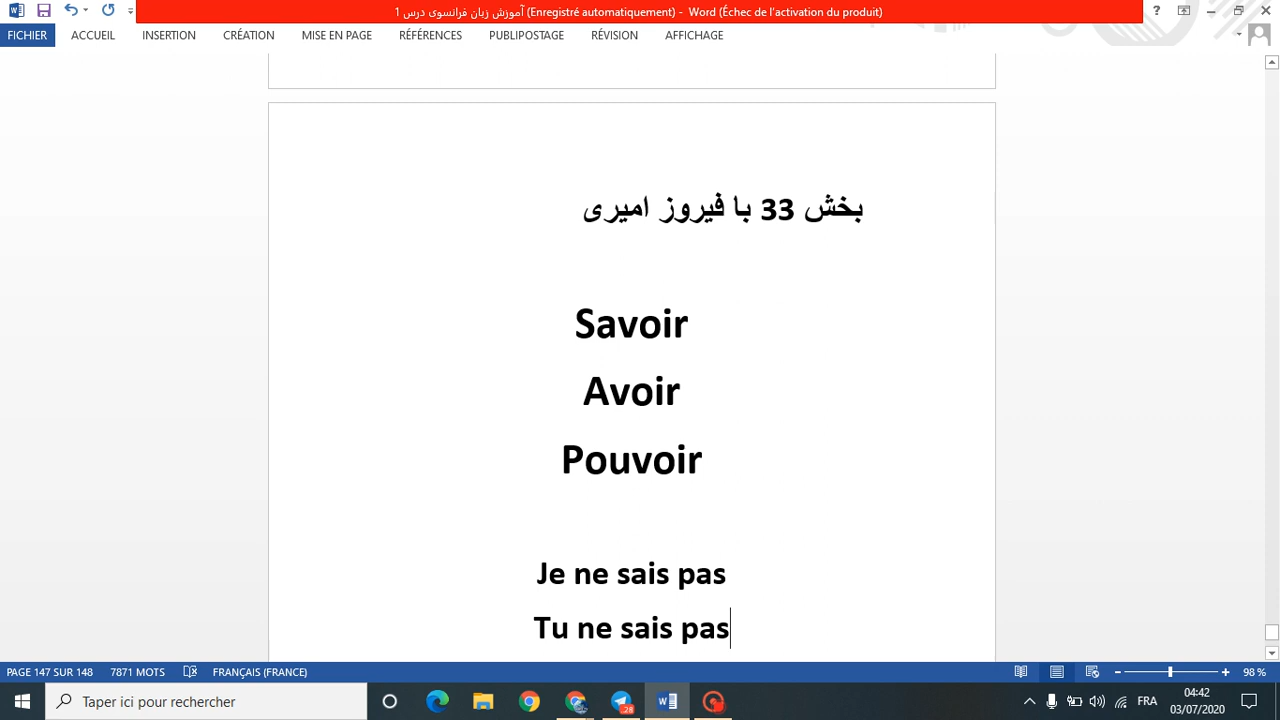 آموزش زبان فرانسوی درس 1 (Enregistré automatiquement) - Word (Échec de l'activation du produit)
FICHIER ACCUEIL INSERTION CRÉATION MISE EN PAGE RÉFÉRENCES PUBLIPOSTAGE RÉVISION AFFICHAGE
بخش 33 با فیروز امیری
Savoir
Avoir
Pouvoir
Je ne sais pas
Tu ne sais pas
PAGE 147 SUR 148 7871 MOTS FRANÇAIS (FRANCE) 98 %
Taper ici pour rechercher
28
FRA
04:42
03/07/2020